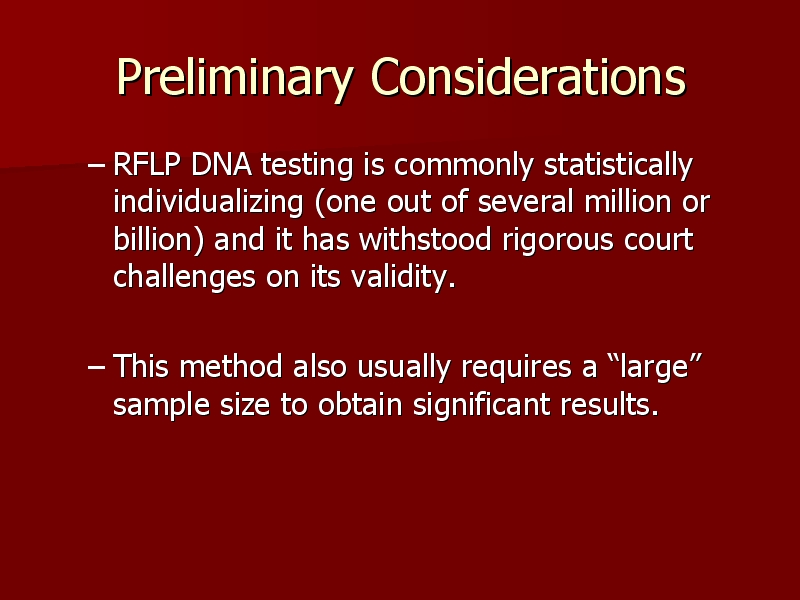 Preliminary Considerations
– RFLP DNA testing is commonly statistically
individualizing (one out of several million or
billion) and it has withstood rigorous court
challenges on its validity.
– This method also usually requires a “large”
sample size to obtain significant results.